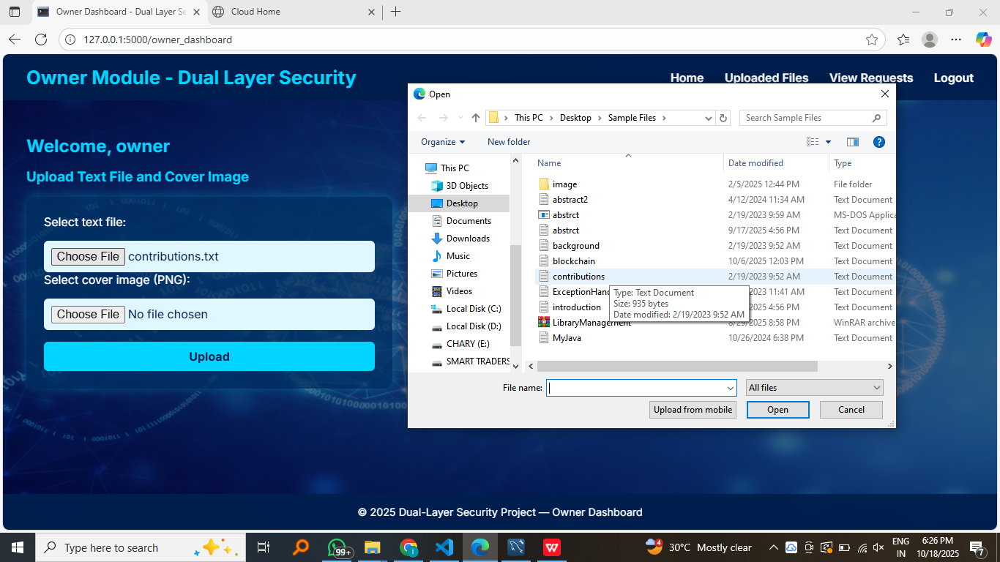 Owner Dashboard - Dual Layer Se
Cloud Home
127.0.0.1:5000/owner_dashboard
Owner Module - Dual Layer Security
Home
Uploaded Files
View Requests
Logout
Welcome, owner
Upload Text File and Cover Image
Select text file:
Choose File contributions.txt
Select cover image (PNG):
Choose File No file chosen
Upload
Open
This PC > Desktop > Sample Files >
Search Sample Files
Organize
New folder
This PC
3D Objects
Desktop
Documents
Downloads
Music
Pictures
Videos
Local Disk (C:)
Local Disk (D:)
CHARY (E:)
SMART TRADERS
Name Date modified Type
image 2/5/2025 12:44 PM File folder
abstract2 4/12/2024 11:34 AM Text Document
abstrct 2/19/2023 9:59 AM MS-DOS Applica
abstrct 9/17/2025 4:56 PM Text Document
background 2/19/2023 9:52 AM Text Document
blockchain 10/6/2025 12:03 PM Text Document
contributions 2/19/2023 9:52 AM Text Document
ExceptionHand 2023 11:41 AM Text Document
introduction 2025 4:56 PM Text Document
LibraryManagement 8/29/2025 8:58 PM WinRAR archive
MyJava 10/26/2024 6:38 PM Text Document
Type: Text Document
Size: 935 bytes
Date modified: 2/19/2023 9:52 AM
File name:
All files
Upload from mobile
Open
Cancel
© 2025 Dual-Layer Security Project — Owner Dashboard
Type here to search
99+
4
30°C Mostly clear
ENG
IN
6:26 PM
10/18/2025
7